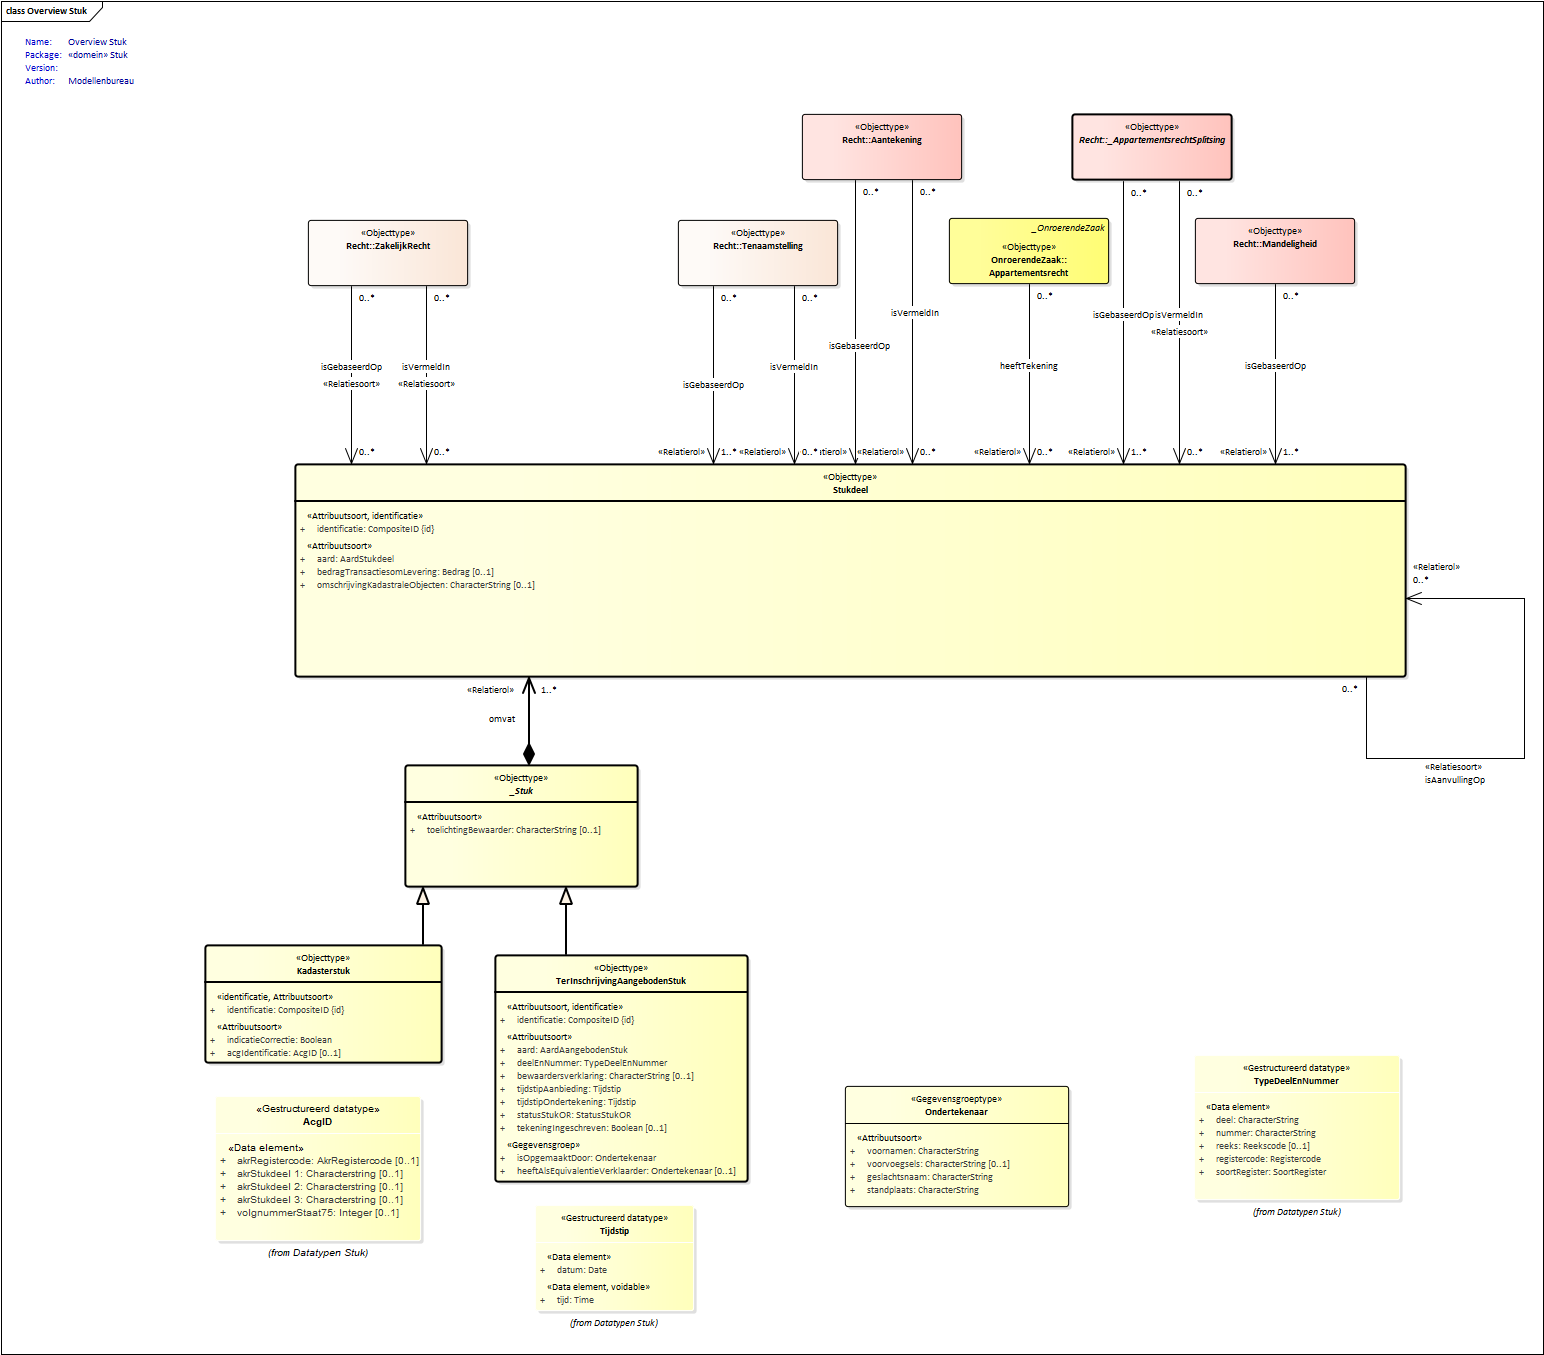 class Overview Stuk
Name: Overview Stuk
Package: «domein» Stuk
Version:
Author: Modellenbureau
«Objecttype»
Recht::Aantekening
0..*
0..*
«Objecttype»
Recht::_AppartementsrechtSplitsing
0..*
0..*
«Objecttype»
Recht::ZakelijkRecht
0..*
0..*
«Objecttype»
Recht::Tenaamstelling
0..*
0..*
_OnroerendeZaak
«Objecttype»
OnroerendeZaak::
Appartementsrecht
0..*
«Objecttype»
Recht::Mandeligheid
0..*
isVermeldIn
isGebaseerdOp
isVermeldIn
«Relatiesoort»
isGebaseerdOp
isGebaseerdOp
«Relatiesoort»
isVermeldIn
«Relatiesoort»
isGebaseerdOp
isVermeldIn
heeftTekening
isGebaseerdOp
0..*
0..*
«Relatierol»
1..*
«Relatierol»
0..*
«Relatierol»
0..*
«Relatierol»
0..*
«Relatierol»
1..*
0..*
«Relatierol»
1..*
«Objecttype»
Stukdeel
«Attribuutsoort, identificatie»
+ identificatie: CompositeID {id}
«Attribuutsoort»
+ aard: AardStukdeel
+ bedragTransactiesomLevering: Bedrag [0..1]
+ omschrijvingKadastraleObjecten: CharacterString [0..1]
«Relatierol»
0..*
0..*
«Relatiesoort»
isAanvullingOp
«Relatierol»
1..*
omvat
«Objecttype»
_Stuk
«Attribuutsoort»
+ toelichtingBewaarder: CharacterString [0..1]
«Objecttype»
Kadasterstuk
«identificatie, Attribuutsoort»
+ identificatie: CompositeID {id}
«Attribuutsoort»
+ indicatieCorrectie: Boolean
+ acgIdentificatie: AcgID [0..1]
«Objecttype»
TerInschrijvingAangebodenStuk
«Attribuutsoort, identificatie»
+ identificatie: CompositeID {id}
«Attribuutsoort»
+ aard: AardAangebodenStuk
+ deelEnNummer: TypeDeelEnNummer
+ bewaardersverklaring: CharacterString [0..1]
+ tijdstipAanbieding: Tijdstip
+ tijdstipOndertekening: Tijdstip
+ statusStukOR: StatusStukOR
+ tekeningIngeschreven: Boolean [0..1]
«Gegevensgroep»
+ isOpgemaaktDoor: Ondertekenaar
+ heeftAlsEquivalentieVerklaarder: Ondertekenaar [0..1]
«Gestructureerd datatype»
AcgID
«Data element»
+ akrRegistercode: AkrRegistercode [0..1]
+ akrStukdeel 1: Characterstring [0..1]
+ akrStukdeel 2: Characterstring [0..1]
+ akrStukdeel 3: Characterstring [0..1]
+ volgnummerStaat75: Integer [0..1]
(from Datatypen Stuk)
«Gestructureerd datatype»
Tijdstip
«Data element»
+ datum: Date
«Data element, voidable»
+ tijd: Time
(from Datatypen Stuk)
«Gegevensgroeptype»
Ondertekenaar
«Attribuutsoort»
+ voornamen: CharacterString
+ voorvoegsels: CharacterString [0..1]
+ geslachtsnaam: CharacterString
+ standplaats: CharacterString
«Gestructureerd datatype»
TypeDeelEnNummer
«Data element»
+ deel: CharacterString
+ nummer: CharacterString
+ reeks: Reekscode [0..1]
+ registercode: Registercode
+ soortRegister: SoortRegister
(from Datatypen Stuk)